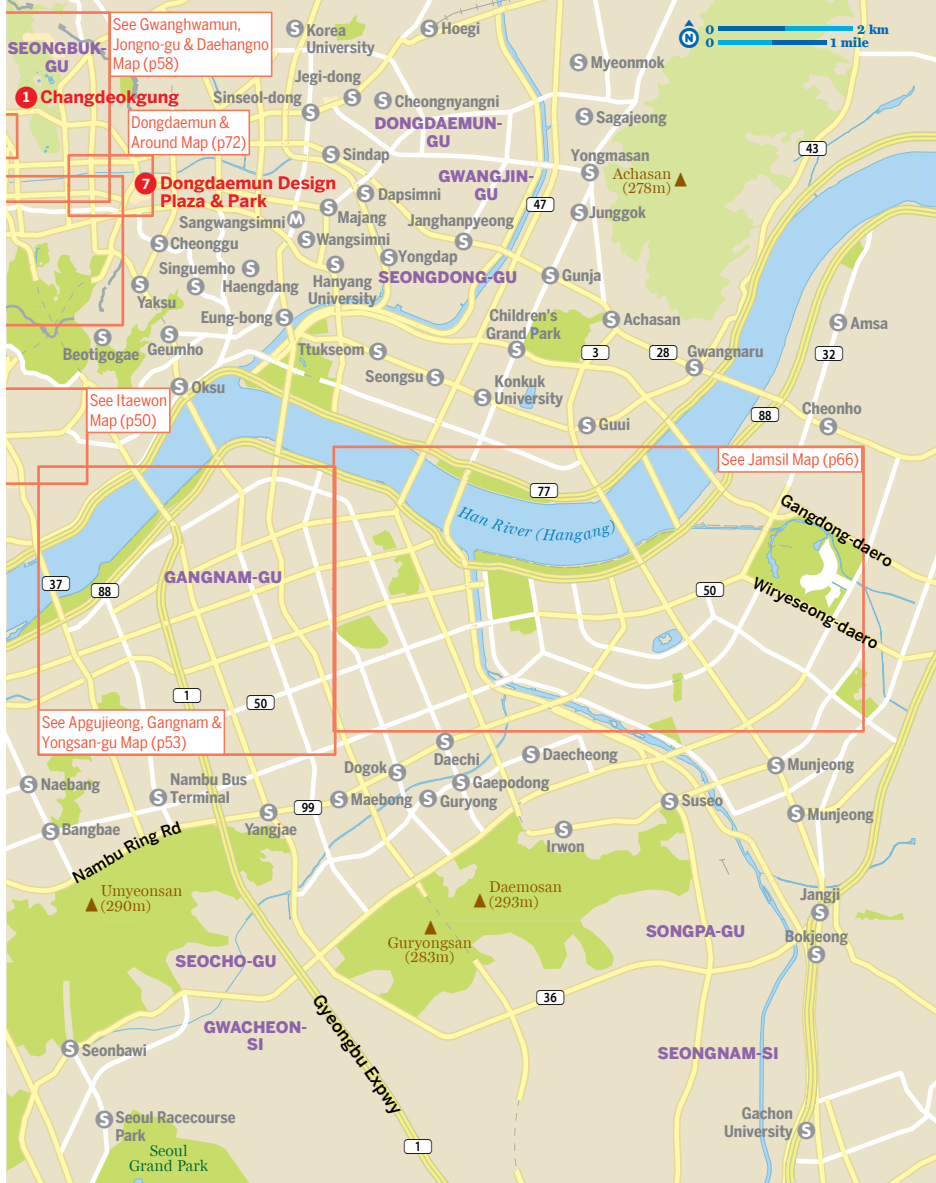 See Gwanghwamun,
Jongno-gu & Daehangno
Map (p58)
SEONGBUK-
GU
Korea
University
Hoegi
N
0 2 km
0 1 mile
Myeonmok
Jegi-dong
1 Changdeokgung
Sinseol-dong
Cheongnyangni
Sagajeong
Dongdaemun &
Around Map (p72)
DONGDAEMUN-
GU
43
Sindap
Yongmasan
Achasan
(278m)
GWANGJIN-
GU
7 Dongdaemun Design
Plaza & Park
Dapsimni
47
Sangwangsimni
Majang
Janghanpyeong
Junggok
Cheonggu
Wangsimni
Yongdap
Singuemho
Haengdang
Hanyang
University
SEONGDONG-GU
Gunja
Yaksu
Eung-bong
Children's
Grand Park
Achasan
Amsa
Beotigogae
Geumho
Ttukseom
3
28
Gwangnaru
32
Seongsu
Konkuk
University
Oksu
See Itaewon
Map (p50)
88
Cheonho
Guui
See Jamsil Map (p66)
77
Han River (Hangang)
Gangdong-daero
37
88
GANGNAM-GU
50
Wiryeseong-daero
1
50
See Apgujieong, Gangnam &
Yongsan-gu Map (p53)
Daechi
Daecheong
Dogok
Munjeong
Naebang
Nambu Bus
Terminal
Gaepodong
99
Maebong
Guryong
Suseo
Munjeong
Bangbae
Yangjae
Irwon
Nambu Ring Rd
Umyeonsan
(290m)
Daemosan
(293m)
Jangji
Guryongsan
(283m)
SONGPA-GU
Bokjeong
SEOCHO-GU
36
GWACHEON-
SI
Gyeongbu Expwy
Seonbawi
SEONGNAM-SI
Seoul Racecourse
Park
Gachon
University
1
Seoul
Grand Park